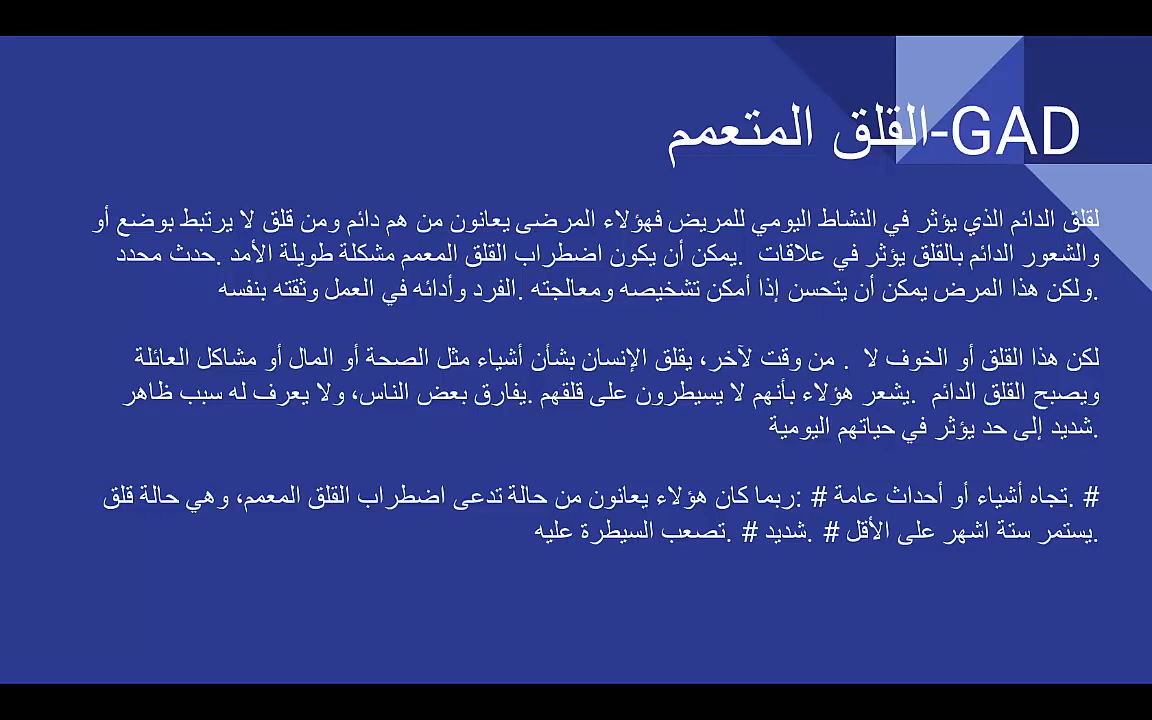 القلق المتعمم-GAD
لقلق الدائم الذي يؤثر في النشاط اليومي للمريض فهؤلاء المرضى يعانون من هم دائم ومن قلق لا يرتبط بوضع أو
والشعور الدائم بالقلق يؤثر في علاقات .يمكن أن يكون اضطراب القلق المعمم مشكلة طويلة الأمد .حدث محدد
.ولكن هذا المرض يمكن أن يتحسن إذا أمكن تشخيصه ومعالجته .الفرد وأدائه في العمل وثقته بنفسه
لكن هذا القلق أو الخوف لا . من وقت لآخر، يقلق الإنسان بشأن أشياء مثل الصحة أو المال أو مشاكل العائلة
ويصبح القلق الدائم .يشعر هؤلاء بأنهم لا يسيطرون على قلقهم .يفارق بعض الناس، ولا يعرف له سبب ظاهر
.شديد إلى حد يؤثر في حياتهم اليومية
# .تجاه أشياء أو أحداث عامة # :ربما كان هؤلاء يعانون من حالة تدعى اضطراب القلق المعمم، وهي حالة قلق
.يستمر ستة اشهر على الأقل # .شديد # .تصعب السيطرة عليه